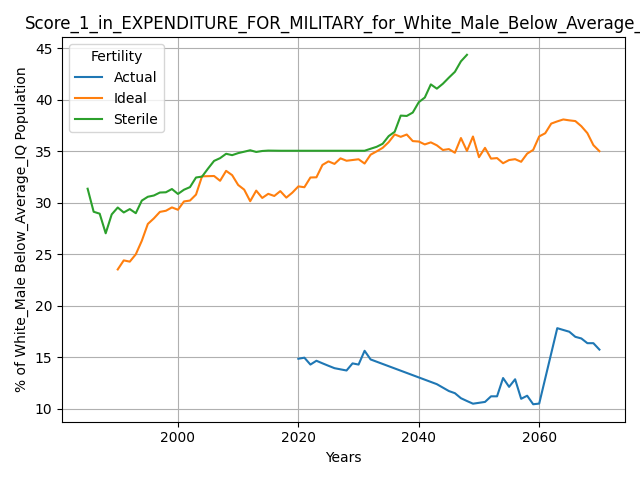 Score_1_in_EXPENDITURE_FOR_MILITARY_for_White_Male_Below_Average_
Fertility
Actual
Ideal
Sterile
% of White_Male Below_Average_IQ Population
45
40
35
30
25
20
15
10
2000 2020 2040 2060
Years